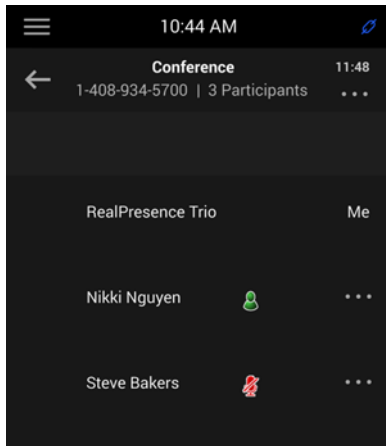 10:44 AM
Conference 11:48
1-408-934-5700 | 3 Participants
RealPresence Trio Me
Nikki Nguyen
Steve Bakers